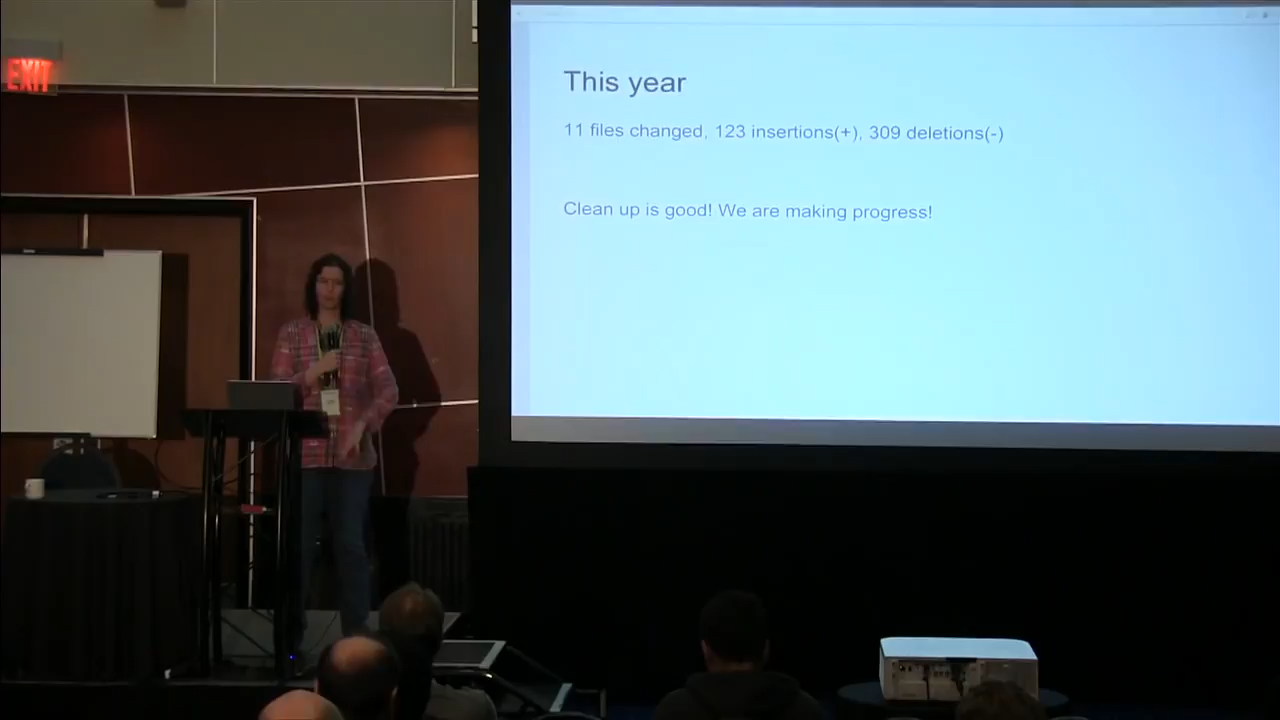 EXIT
This year
11 files changed, 123 insertions(+), 309 deletions(-)
Clean up is good! We are making progress!